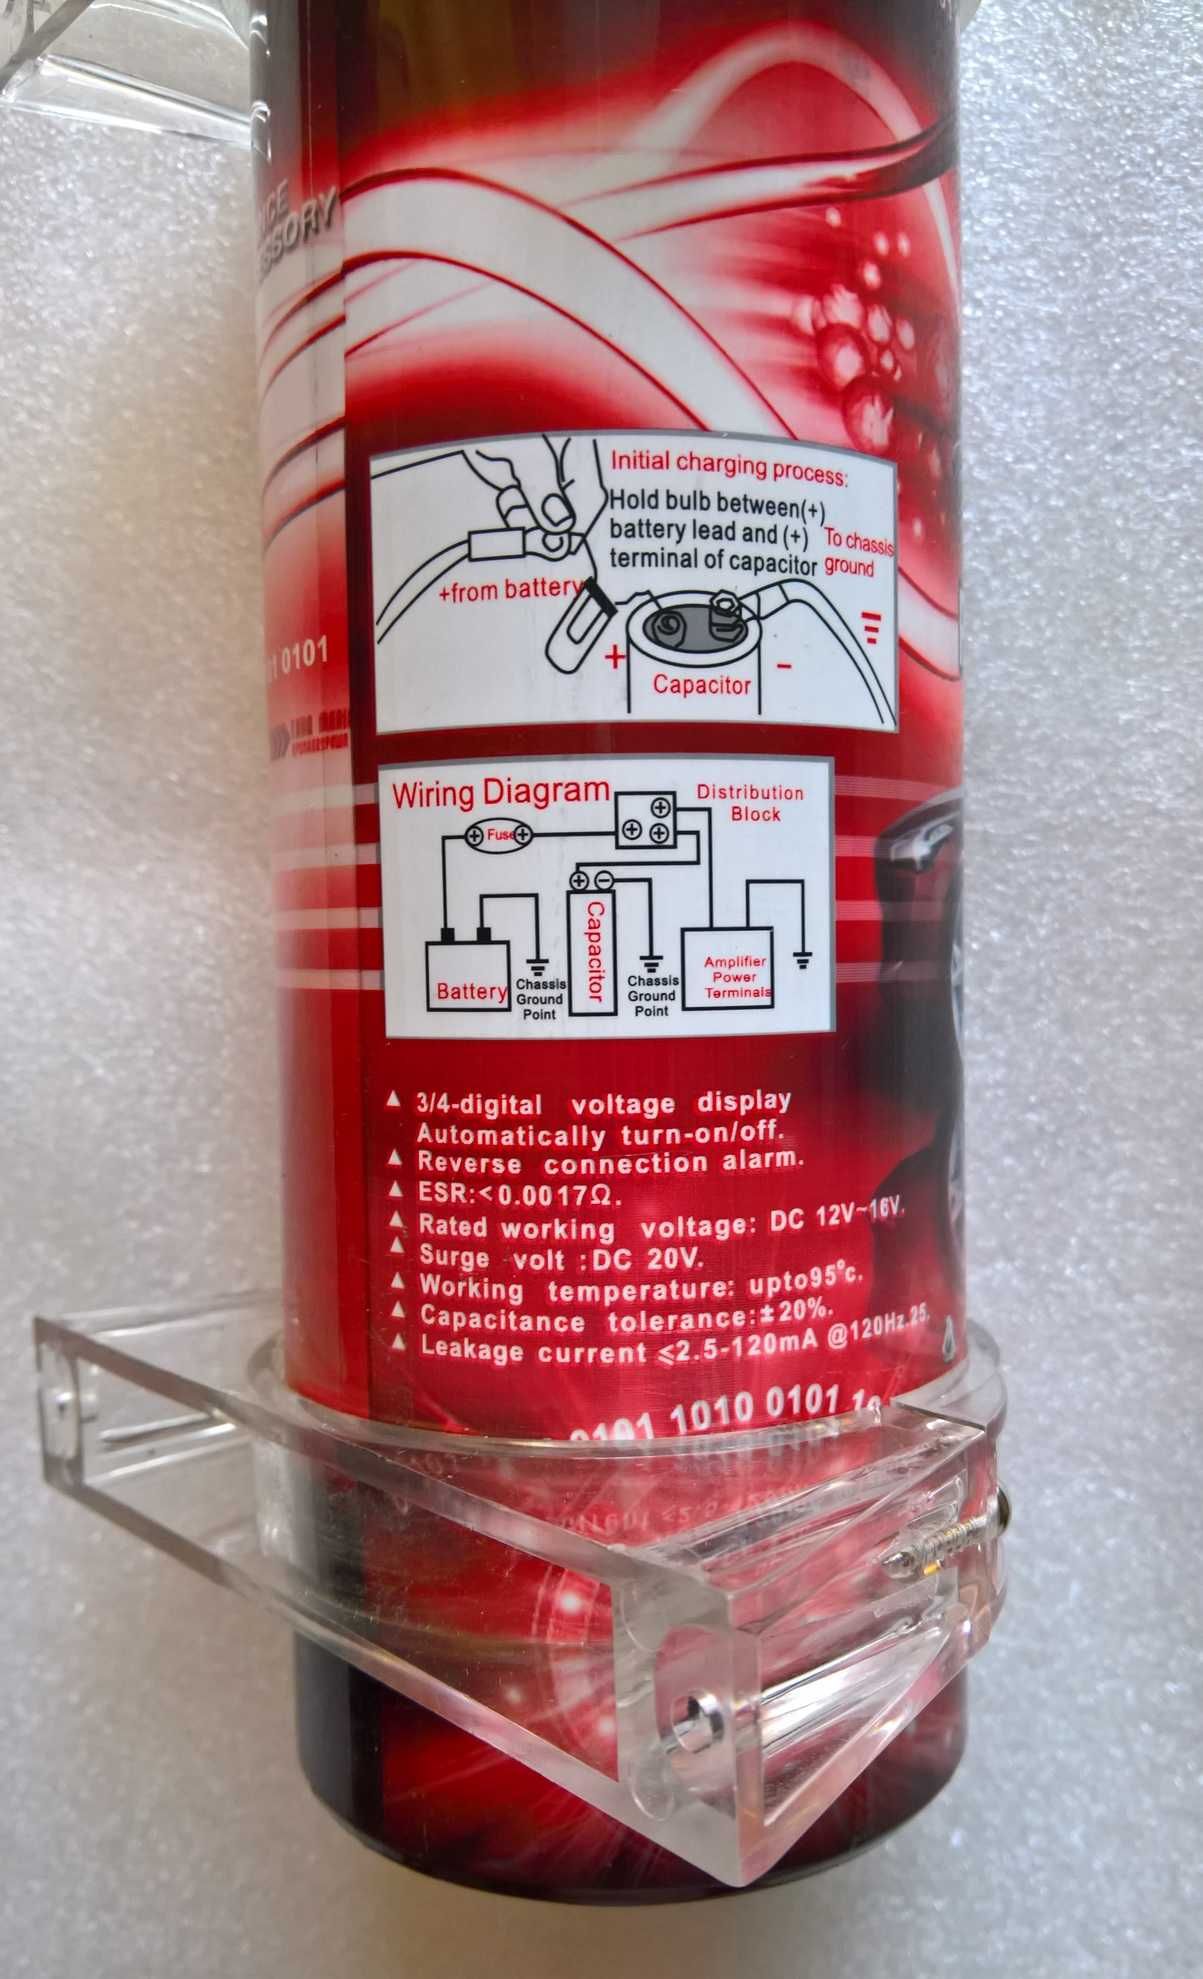 SSORY
0101
Initial charging process:
Hold bulb between(+)
battery lead and (+)
terminal of capacitor
To chassis
ground
+from battery
+
-
Capacitor
Wiring Diagram
Distribution
Block
Fuse
Capacitor
Battery
Chassis
Ground
Point
Chassis
Ground
Point
Amplifier
Power
Terminals
▲ 3/4-digital voltage display
Automatically turn-on/off.
▲ Reverse connection alarm.
▲ ESR:<0.0017Ω.
▲ Rated working voltage: DC 12V~16V.
▲ Surge volt :DC 20V.
▲ Working temperature: upto95°c.
▲ Capacitance tolerance:±20%.
▲ Leakage current ⩽2.5-120mA @120Hz.25.
0101 1010 0101